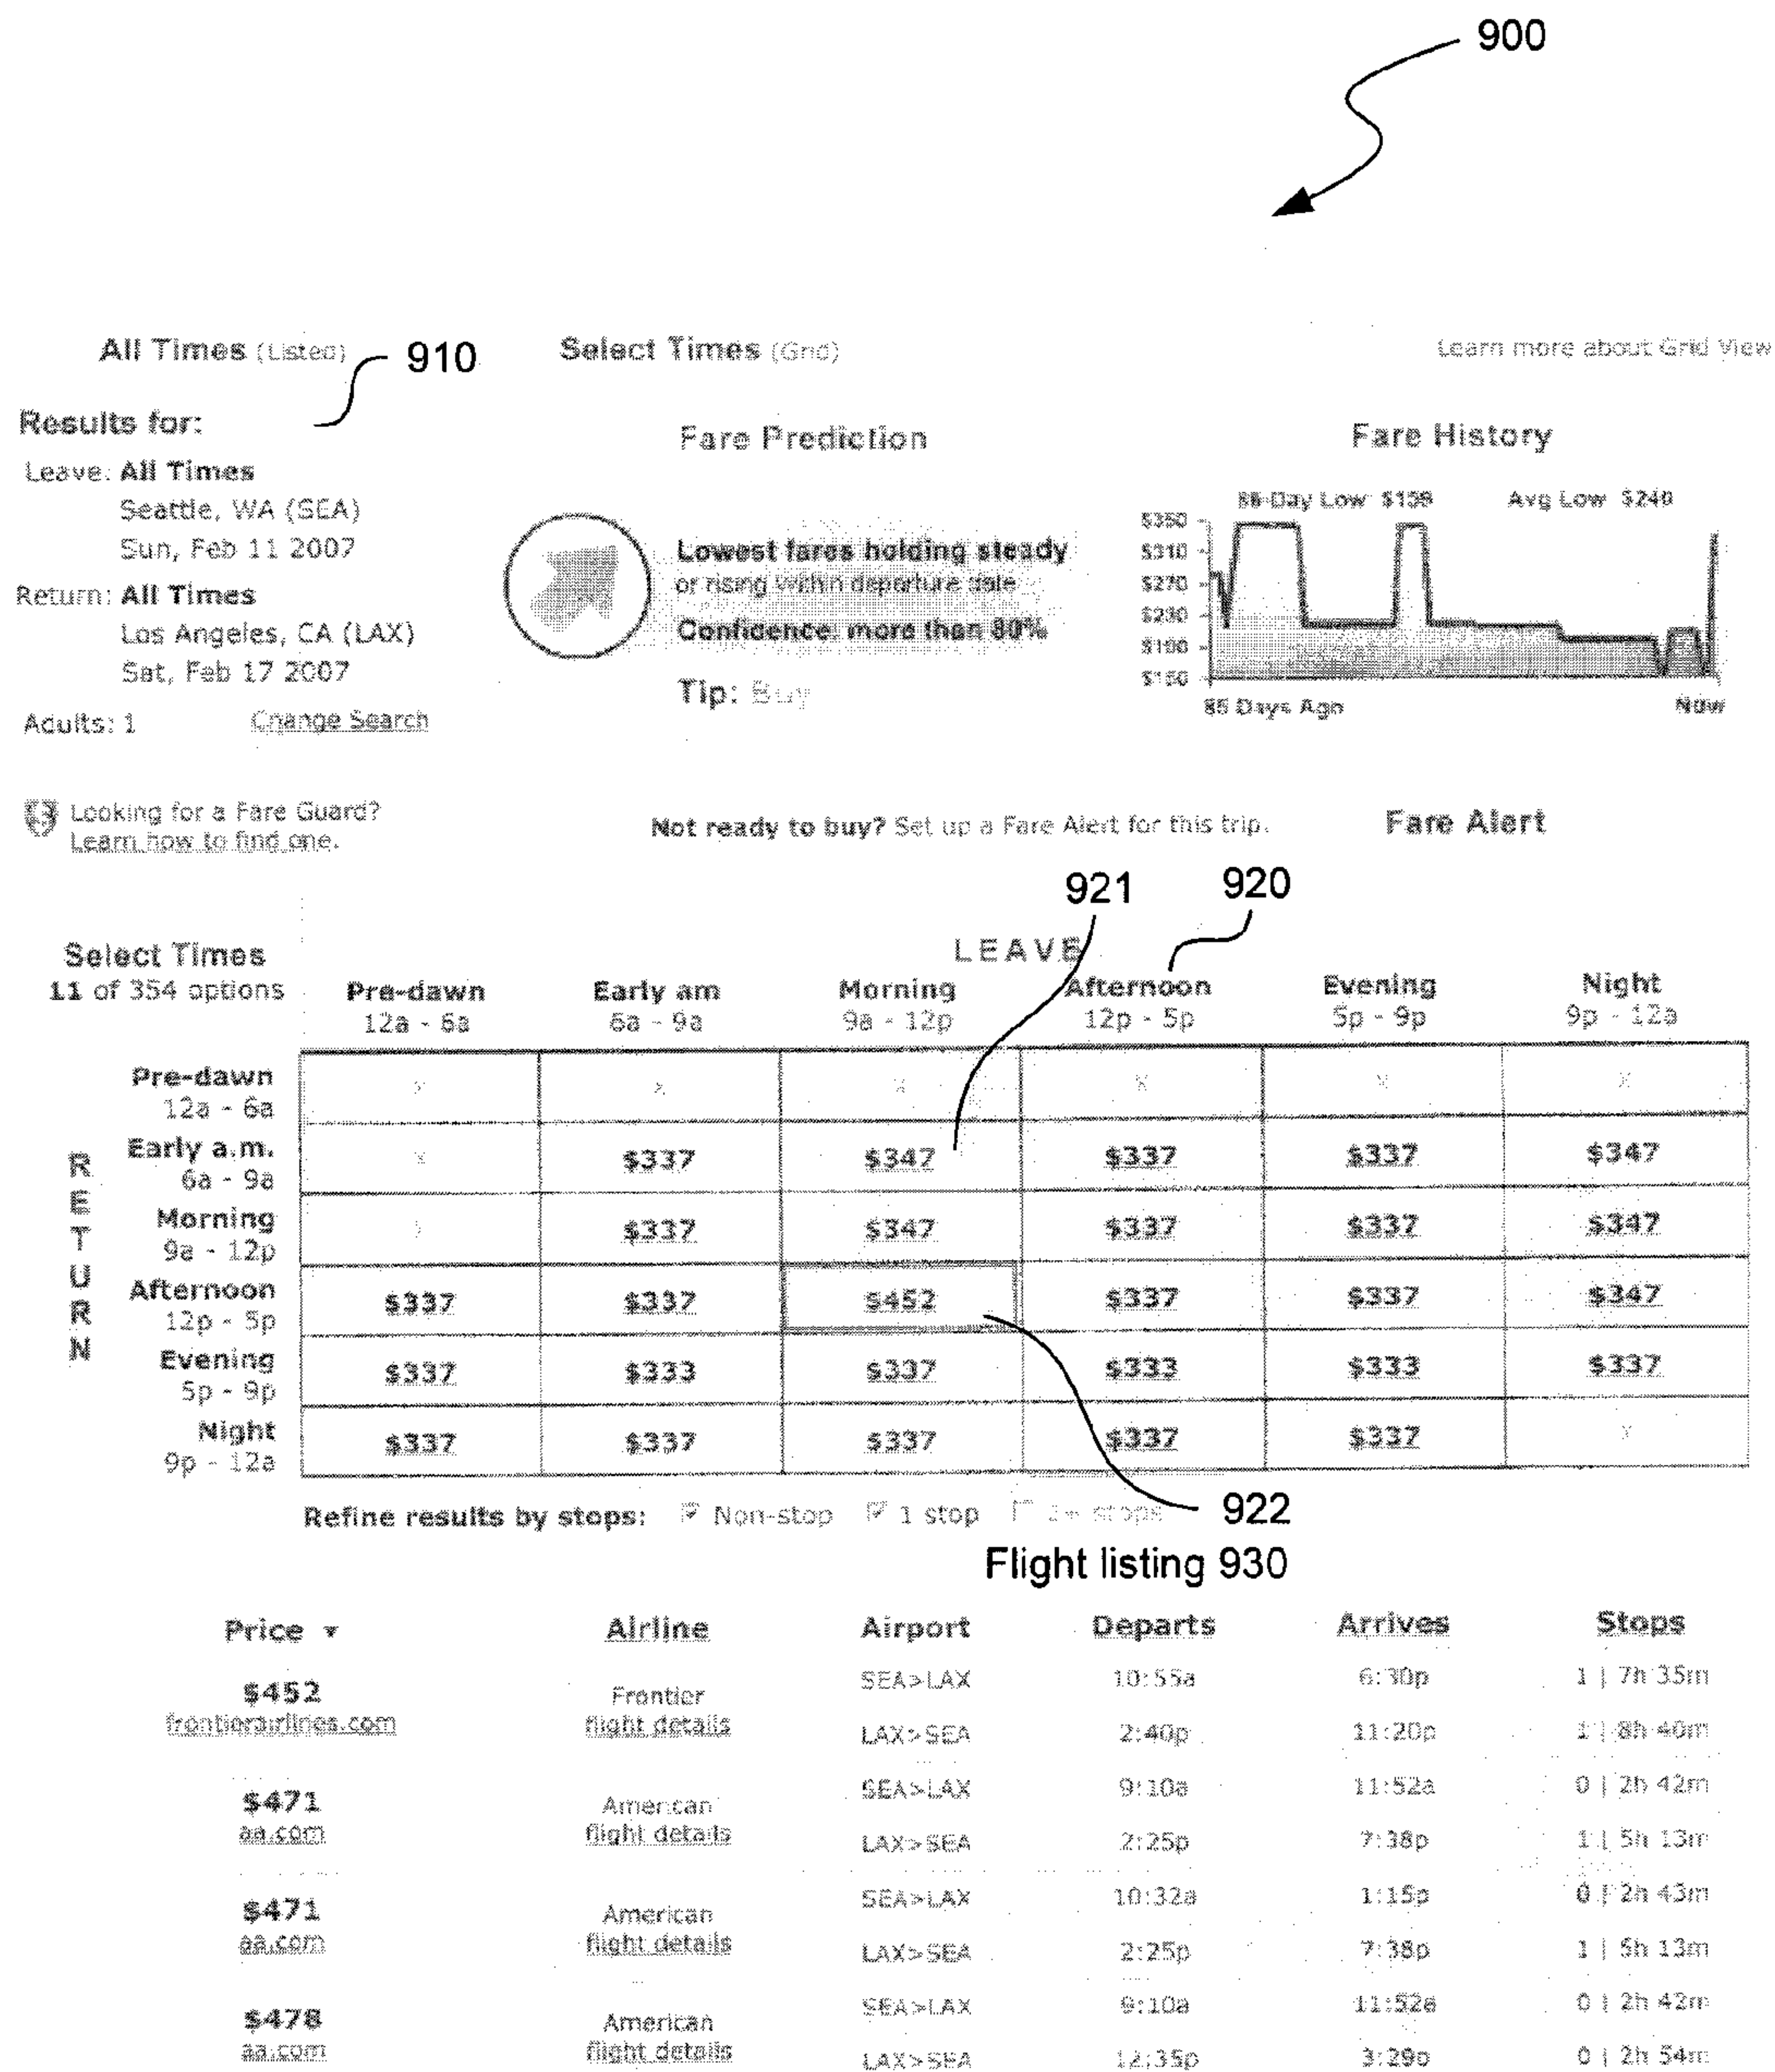 900
All Times (Listed) 910 Select Times (Grid) Learn more about Grid View
Results for:
Leave: All Times
Seattle, WA (SEA)
Sun, Feb 11 2007
Return: All Times
Los Angeles, CA (LAX)
Sat, Feb 17 2007
Adults: 1 Change Search
Fare Prediction
Lowest fares holding steady
or rising within departure date
Confidence: more than 80%
Tip: Buy
Fare History
Day Low Avg Low $240
$350
$310
$270
$230
$190
$150
Days Ago Now
Looking for a Fare Guard?
Learn how to find one.
Not ready to buy? Set up a Fare Alert for this trip. Fare Alert
921 920
LEAVE
Select Times
11 of 354 options
Pre-dawn Early am Morning Afternoon Evening Night
12a - 6a 6a - 9a 9a - 12p 12p - 5p 5p - 9p 9p - 12a
RETURN
Pre-dawn x x x x x x
12a - 6a
Early a.m. x $337 $347 $337 $337 $347
6a - 9a
Morning $337 $347 $337 $337 $347
9a - 12p
Afternoon $337 $337 $452 $337 $337 $347
12p - 5p
Evening $337 $333 $337 $333 $333 $337
5p - 9p
Night $337 $337 $337 $337 $337 x
9p - 12a
Refine results by stops: Non-stop 1 stop 2+ stops 922
Flight listing 930
Price Airline Airport Departs Arrives Stops
$452 Frontier SEA>LAX 10:55a 6:30p 1 | 7h 35m
frontierairlines.com flight details LAX>SEA 2:40p 11:20p 1 | 8h 40m
$471 American SEA>LAX 9:10a 11:52a 0 | 2h 42m
aa.com flight details LAX>SEA 2:25p 7:38p 1 | 5h 13m
$471 American SEA>LAX 10:32a 1:15p 0 | 2h 43m
aa.com flight details LAX>SEA 2:25p 7:38p 1 | 5h 13m
$478 American SEA>LAX 9:10a 11:52a 0 | 2h 42m
aa.com flight details LAX>SEA 12:35p 3:29p 0 | 2h 54m